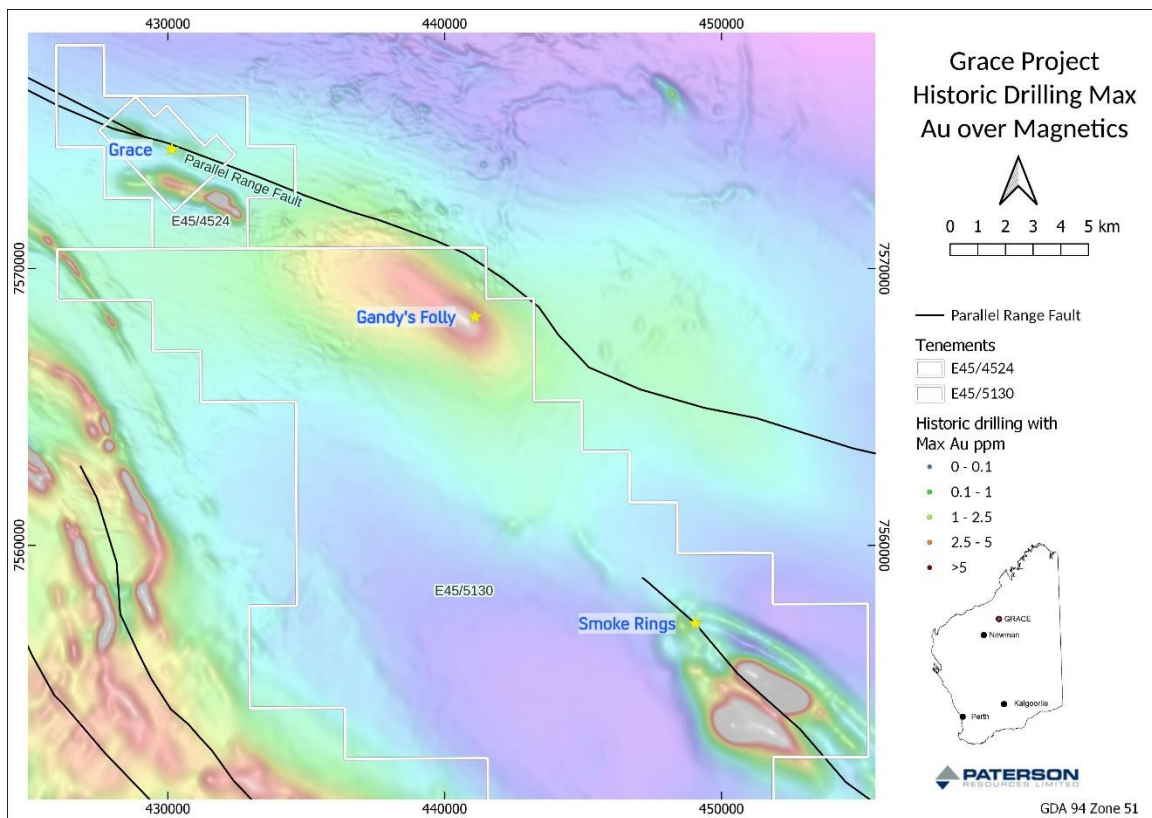 430000
440000
450000
Grace
Parallel Range Fault
E45/4524
7570000
7570000
Gandy's Folly
7560000
7560000
E45/5130
Smoke Rings
430000
440000
450000
Grace Project
Historic Drilling Max
Au over Magnetics
0 1 2 3 4 5 km
Parallel Range Fault
Tenements
E45/4524
E45/5130
Historic drilling with
Max Au ppm
0 - 0.1
0.1 - 1
1 - 2.5
2.5 - 5
>5
GRACE
Newman
Kalgoorlie
Perth
PATERSON
RESOURCES LIMITED
GDA 94 Zone 51